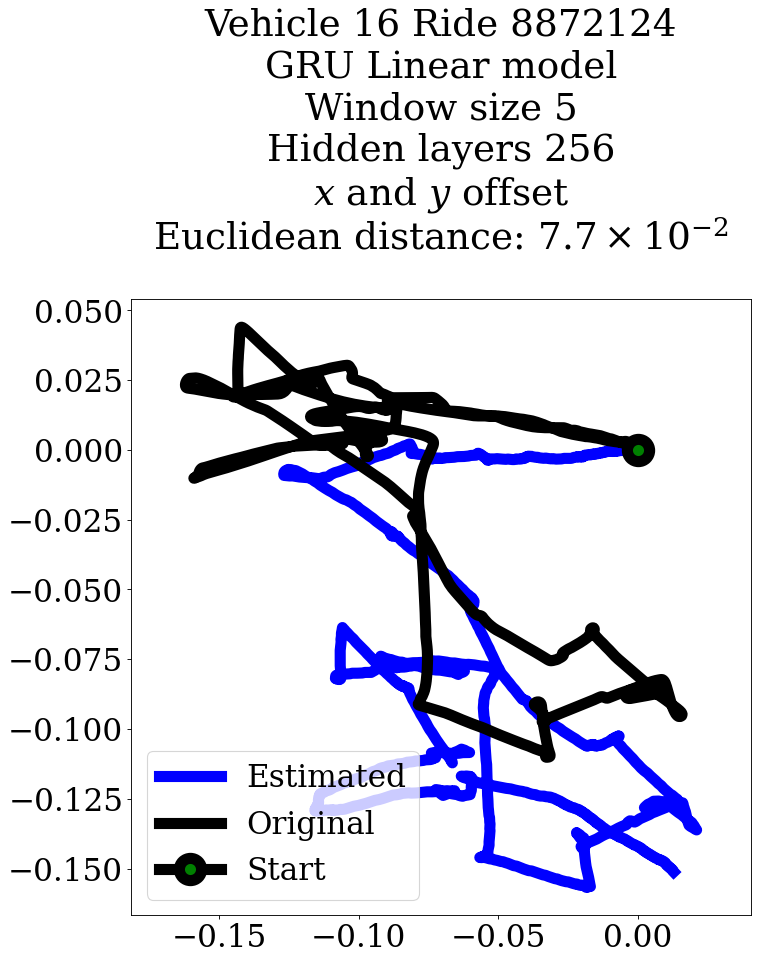 Vehicle 16 Ride 8872124
GRU Linear model
Window size 5
Hidden layers 256
x and y offset
Euclidean distance: 7.7 × 10⁻²
0.050
0.025
0.000
−0.025
−0.050
−0.075
−0.100
−0.125
−0.150
Estimated
Original
Start
−0.15 −0.10 −0.05 0.00